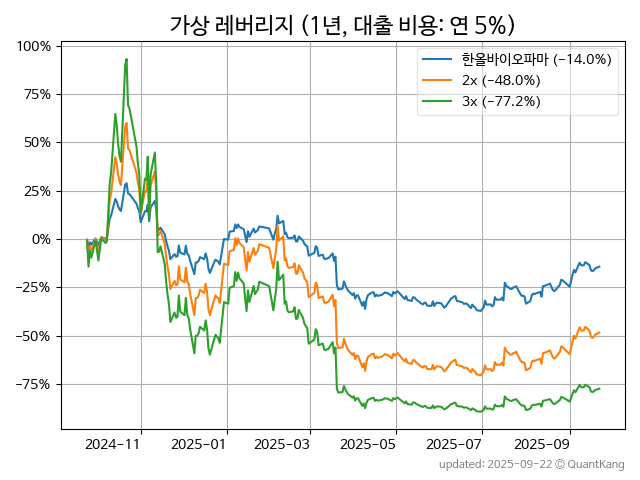 가상 레버리지 (1년, 대출 비용: 연 5%)
100%
75%
50%
25%
0%
−25%
−50%
−75%
한올바이오파마 (−14.0%)
2x (−48.0%)
3x (−77.2%)
2024-11
2025-01
2025-03
2025-05
2025-07
2025-09
updated: 2025-09-22 © QuantKang